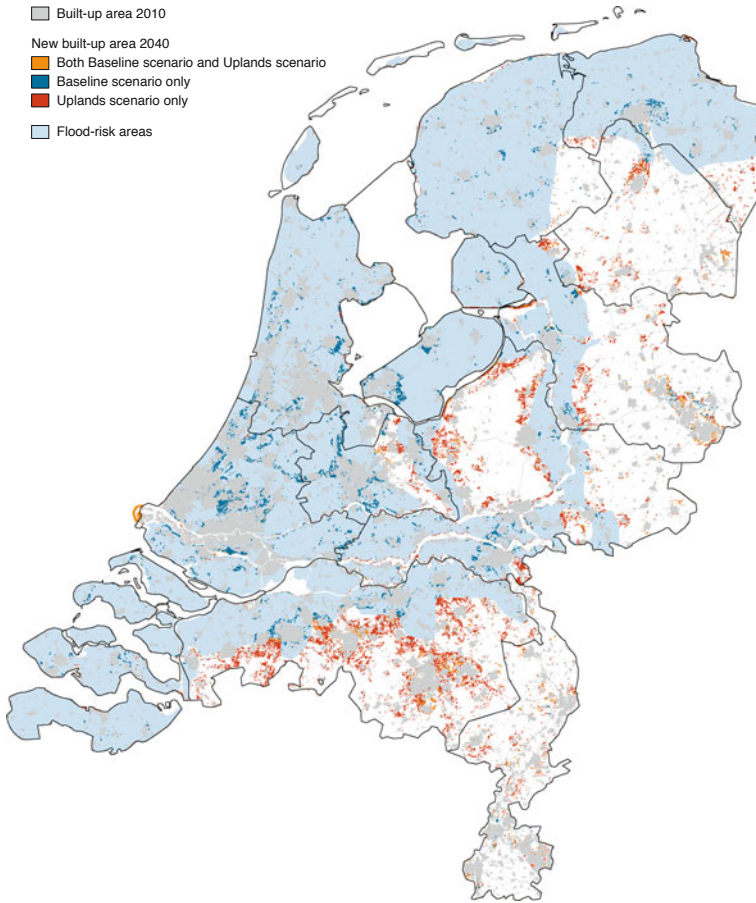 Built-up area 2010
New built-up area 2040
Both Baseline scenario and Uplands scenario
Baseline scenario only
Uplands scenario only
Flood-risk areas